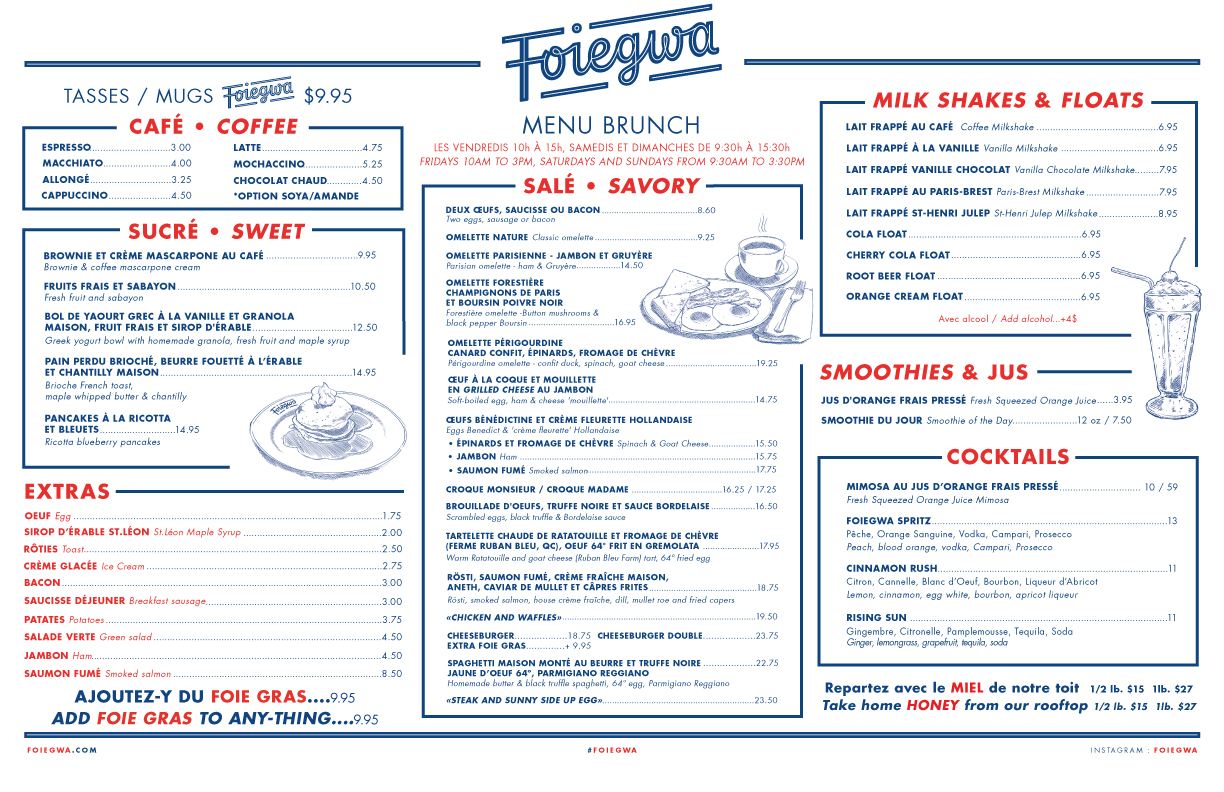 Foiegwa
TASSES / MUGS Foiegwa $9.95
CAFÉ • COFFEE
ESPRESSO 3.00
MACCHIATO 4.00
ALLONGÉ 3.25
CAPPUCCINO 4.50
LATTE 4.75
MOCHACCINO 5.25
CHOCOLAT CHAUD 4.50
*OPTION SOYA/AMANDE
SUCRÉ • SWEET
BROWNIE ET CRÈME MASCARPONE AU CAFÉ 9.95
Brownie & coffee mascarpone cream
FRUITS FRAIS ET SABAYON 10.50
Fresh fruit and sabayon
BOL DE YAOURT GREC À LA VANILLE ET GRANOLA
MAISON, FRUIT FRAIS ET SIROP D'ÉRABLE 12.50
Greek yogurt bowl with homemade granola, fresh fruit and maple syrup
PAIN PERDU BRIOCHÉ, BEURRE FOUETTÉ À L'ÉRABLE
ET CHANTILLY MAISON 14.95
Brioche French toast,
maple whipped butter & chantilly
PANCAKES À LA RICOTTA
ET BLEUETS 14.95
Ricotta blueberry pancakes
Foiegwa
EXTRAS
OEUF Egg 1.75
SIROP D'ÉRABLE ST.LÉON St.Léon Maple Syrup 2.00
RÔTIES Toast 2.50
CRÈME GLACÉE Ice Cream 2.75
BACON 3.00
SAUCISSE DÉJEUNER Breakfast sausage 3.00
PATATES Potatoes 3.75
SALADE VERTE Green salad 4.50
JAMBON Ham 4.50
SAUMON FUMÉ Smoked salmon 8.50
AJOUTEZ-Y DU FOIE GRAS....9.95
ADD FOIE GRAS TO ANY-THING....9.95
MENU BRUNCH
LES VENDREDIS 10h À 15h, SAMEDIS ET DIMANCHES DE 9:30h À 15:30h
FRIDAYS 10AM TO 3PM, SATURDAYS AND SUNDAYS FROM 9:30AM TO 3:30PM
SALÉ • SAVORY
DEUX ŒUFS, SAUCISSE OU BACON 8.60
Two eggs, sausage or bacon
OMELETTE NATURE Classic omelette 9.25
OMELETTE PARISIENNE - JAMBON ET GRUYÈRE
Parisian omelette - ham & Gruyère 14.50
OMELETTE FORESTIÈRE
CHAMPIGNONS DE PARIS
ET BOURSIN POIVRE NOIR
Forestière omelette -Button mushrooms &
black pepper Boursin 16.95
OMELETTE PÉRIGOURDINE
CANARD CONFIT, ÉPINARDS, FROMAGE DE CHÈVRE
Périgourdine omelette - confit duck, spinach, goat cheese 19.25
ŒUF À LA COQUE ET MOUILLETTE
EN GRILLED CHEESE AU JAMBON
Soft-boiled egg, ham & cheese 'mouillette' 14.75
ŒUFS BÉNÉDICTINE ET CRÈME FLEURETTE HOLLANDAISE
Eggs Benedict & 'crème fleurette' Hollandaise
• ÉPINARDS ET FROMAGE DE CHÈVRE Spinach & Goat Cheese 15.50
• JAMBON Ham 15.75
• SAUMON FUMÉ Smoked salmon 17.75
CROQUE MONSIEUR / CROQUE MADAME 16.25 / 17.25
BROUILLADE D'OEUFS, TRUFFE NOIRE ET SAUCE BORDELAISE 16.50
Scrambled eggs, black truffle & Bordelaise sauce
TARTELETTE CHAUDE DE RATATOUILLE ET FROMAGE DE CHÈVRE
(FERME RUBAN BLEU, QC), OEUF 64° FRIT EN GREMOLATA 17.95
Warm Ratatouille and goat cheese (Ruban Bleu Farm) tart, 64° fried egg
RÖSTI, SAUMON FUMÉ, CRÈME FRAÎCHE MAISON,
ANETH, CAVIAR DE MULLET ET CÂPRES FRITES 18.75
Rösti, smoked salmon, house crème fraîche, dill, mullet roe and fried capers
«CHICKEN AND WAFFLES» 19.50
CHEESEBURGER 18.75 CHEESEBURGER DOUBLE 23.75
EXTRA FOIE GRAS + 9.95
SPAGHETTI MAISON MONTÉ AU BEURRE ET TRUFFE NOIRE 22.75
JAUNE D'OEUF 64°, PARMIGIANO REGGIANO
Homemade butter & black truffle spaghetti, 64° egg, Parmigiano Reggiano
«STEAK AND SUNNY SIDE UP EGG» 23.50
MILK SHAKES & FLOATS
LAIT FRAPPÉ AU CAFÉ Coffee Milkshake 6.95
LAIT FRAPPÉ À LA VANILLE Vanilla Milkshake 6.95
LAIT FRAPPÉ VANILLE CHOCOLAT Vanilla Chocolate Milkshake 7.95
LAIT FRAPPÉ AU PARIS-BREST Paris-Brest Milkshake 7.95
LAIT FRAPPÉ ST-HENRI JULEP St-Henri Julep Milkshake 8.95
COLA FLOAT 6.95
CHERRY COLA FLOAT 6.95
ROOT BEER FLOAT 6.95
ORANGE CREAM FLOAT 6.95
Avec alcool / Add alcohol...+4$
SMOOTHIES & JUS
JUS D'ORANGE FRAIS PRESSÉ Fresh Squeezed Orange Juice 3.95
SMOOTHIE DU JOUR Smoothie of the Day 12 oz / 7.50
COCKTAILS
MIMOSA AU JUS D'ORANGE FRAIS PRESSÉ 10 / 59
Fresh Squeezed Orange Juice Mimosa
FOIEGWA SPRITZ 13
Pêche, Orange Sanguine, Vodka, Campari, Prosecco
Peach, blood orange, vodka, Campari, Prosecco
CINNAMON RUSH 11
Citron, Cannelle, Blanc d'Oeuf, Bourbon, Liqueur d'Abricot
Lemon, cinnamon, egg white, bourbon, apricot liqueur
RISING SUN 11
Gingembre, Citronelle, Pamplemousse, Tequila, Soda
Ginger, lemongrass, grapefruit, tequila, soda
Repartez avec le MIEL de notre toit 1/2 lb. $15 1lb. $27
Take home HONEY from our rooftop 1/2 lb. $15 1lb. $27
FOIEGWA.COM
#FOIEGWA
INSTAGRAM : FOIEGWA